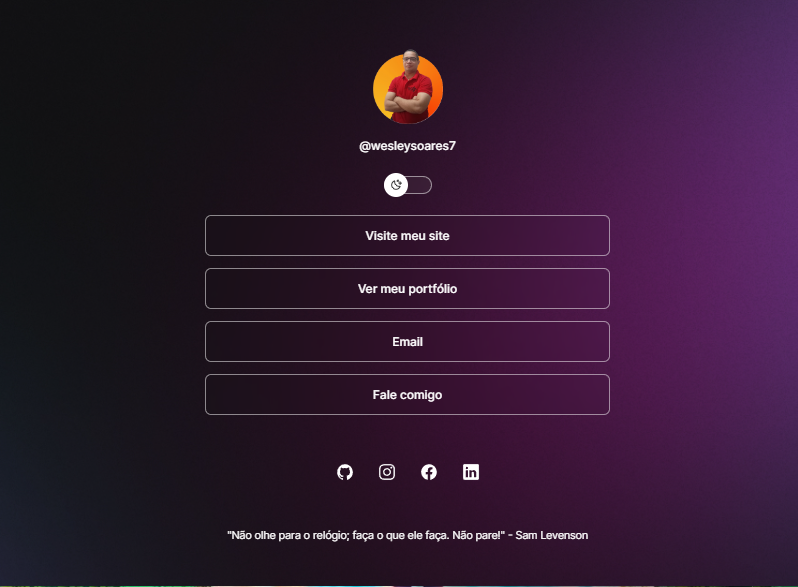 @wesleysoares7
Visite meu site
Ver meu portfólio
Email
Fale comigo
"Não olhe para o relógio; faça o que ele faça. Não pare!" - Sam Levenson